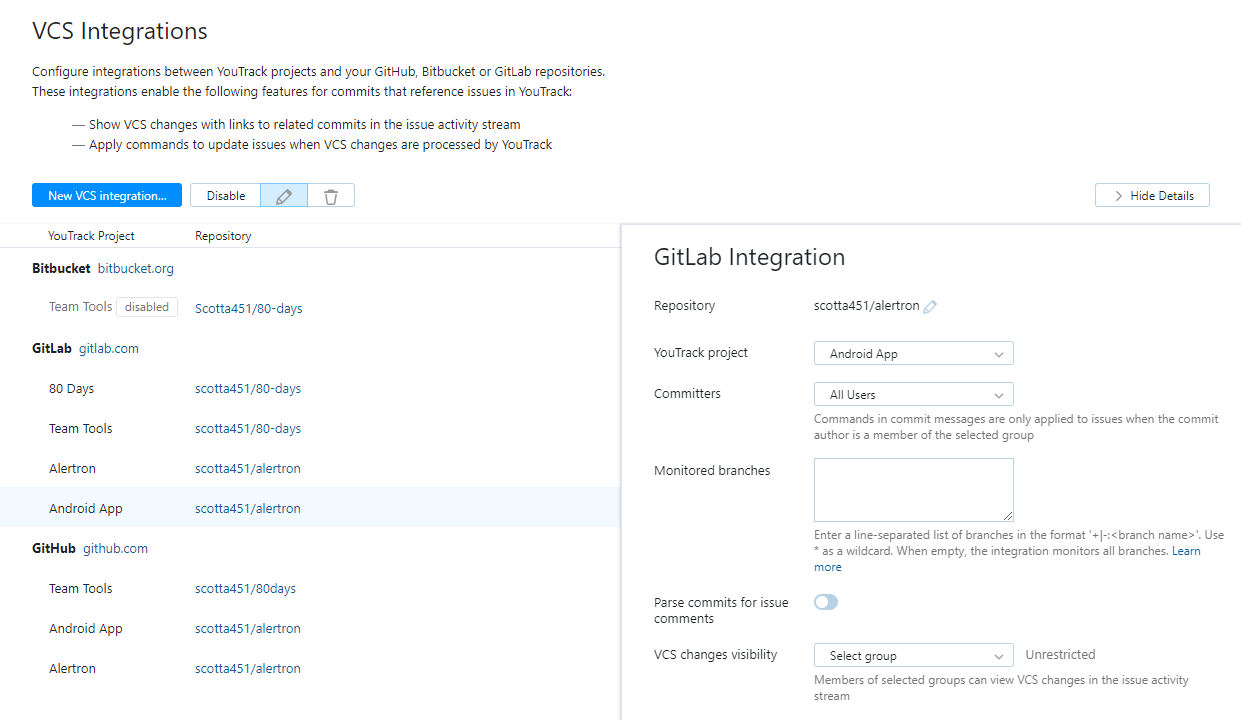 VCS Integrations
Configure integrations between YouTrack projects and your GitHub, Bitbucket or GitLab repositories.
These integrations enable the following features for commits that reference issues in YouTrack:
— Show VCS changes with links to related commits in the issue activity stream
— Apply commands to update issues when VCS changes are processed by YouTrack
New VCS integration... Disable Hide Details
YouTrack Project Repository
Bitbucket bitbucket.org
Team Tools disabled Scotta451/80-days
GitLab gitlab.com
80 Days scotta451/80-days
Team Tools scotta451/80-days
Alertron scotta451/alertron
Android App scotta451/alertron
GitHub github.com
Team Tools scotta451/80days
Android App scotta451/alertron
Alertron scotta451/alertron
GitLab Integration
Repository scotta451/alertron
YouTrack project Android App
Committers All Users
Commands in commit messages are only applied to issues when the commit
author is a member of the selected group
Monitored branches
Enter a line-separated list of branches in the format '+|-:<branch name>'. Use
* as a wildcard. When empty, the integration monitors all branches. Learn
more
Parse commits for issue
comments
VCS changes visibility Select group Unrestricted
Members of selected groups can view VCS changes in the issue activity
stream